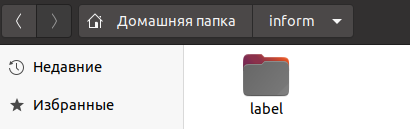 Домашняя папка inform
Недавние
label
Избранные